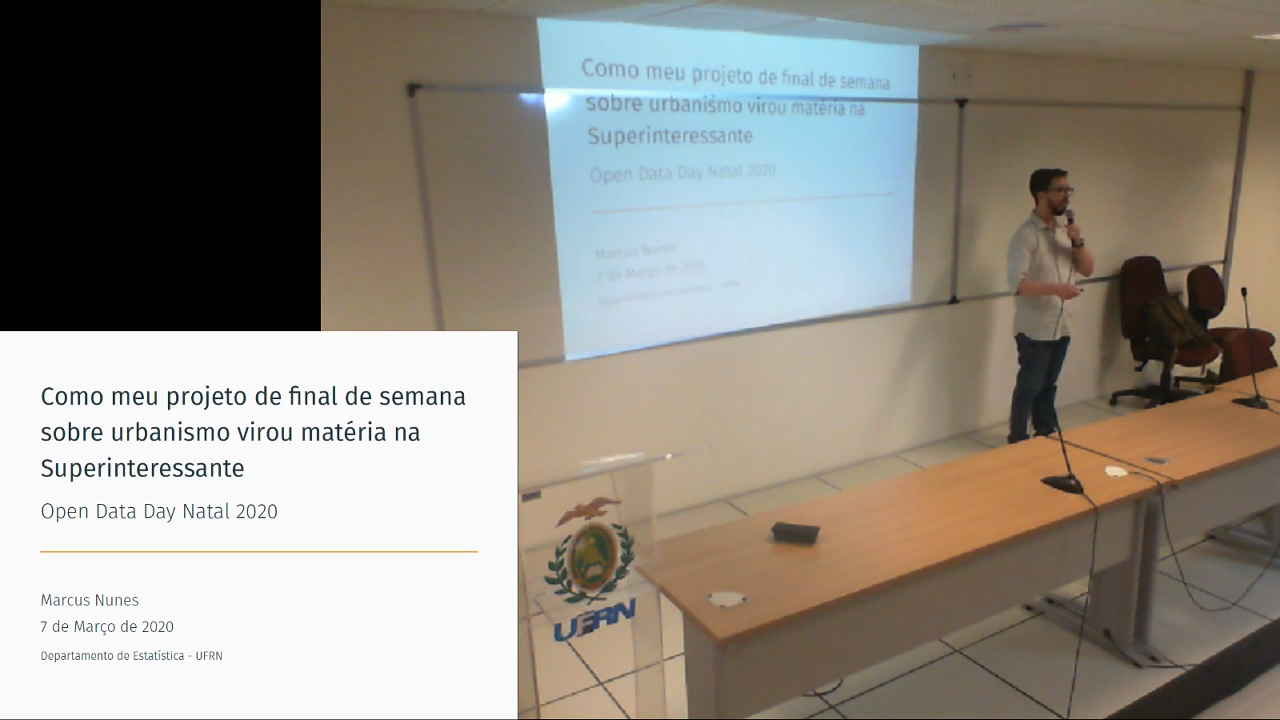 Como meu projeto de final de semana
sobre urbanismo virou matéria na
Superinteressante
Open Data Day Natal 2020
Marcus Nunes
7 de Março de 2020
Departamento de Estatística - UFRN
Como meu projeto de final de semana
sobre urbanismo virou matéria na
Superinteressante
Open Data Day Natal 2020
Marcus Nunes
7 de Março de 2020
UFRN